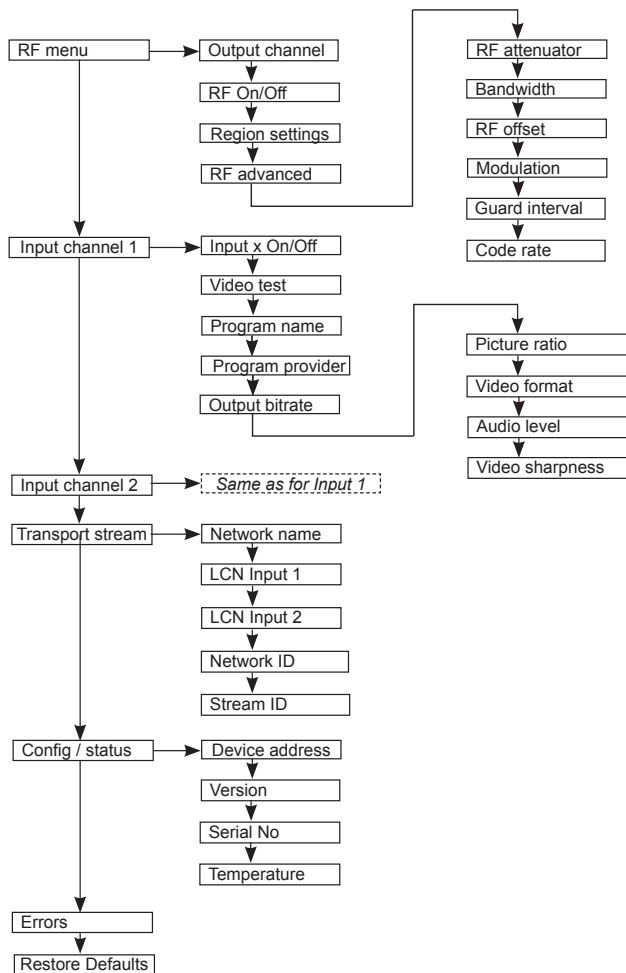 RF menu
Output channel
RF On/Off
Region settings
RF advanced
RF attenuator
Bandwidth
RF offset
Modulation
Guard interval
Code rate
Input channel 1
Input x On/Off
Video test
Program name
Program provider
Output bitrate
Picture ratio
Video format
Audio level
Video sharpness
Input channel 2
Same as for Input 1
Transport stream
Network name
LCN Input 1
LCN Input 2
Network ID
Stream ID
Config / status
Device address
Version
Serial No
Temperature
Errors
Restore Defaults